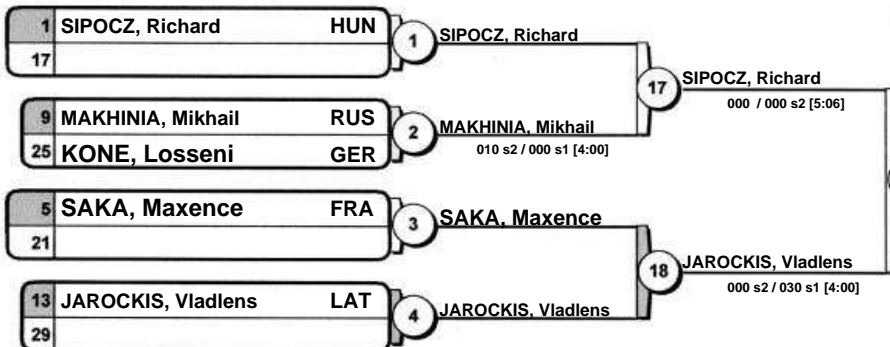 1 SIPOCZ, Richard HUN
17
1 SIPOCZ, Richard
9 MAKHINIA, Mikhail RUS
25 KONE, Losseni GER
2 MAKHINIA, Mikhail
010 s2 / 000 s1 [4:00]
17 SIPOCZ, Richard
000 / 000 s2 [5:06]
5 SAKA, Maxence FRA
21
3 SAKA, Maxence
13 JAROCKIS, Vladlens LAT
29
4 JAROCKIS, Vladlens
18 JAROCKIS, Vladlens
000 s2 / 030 s1 [4:00]